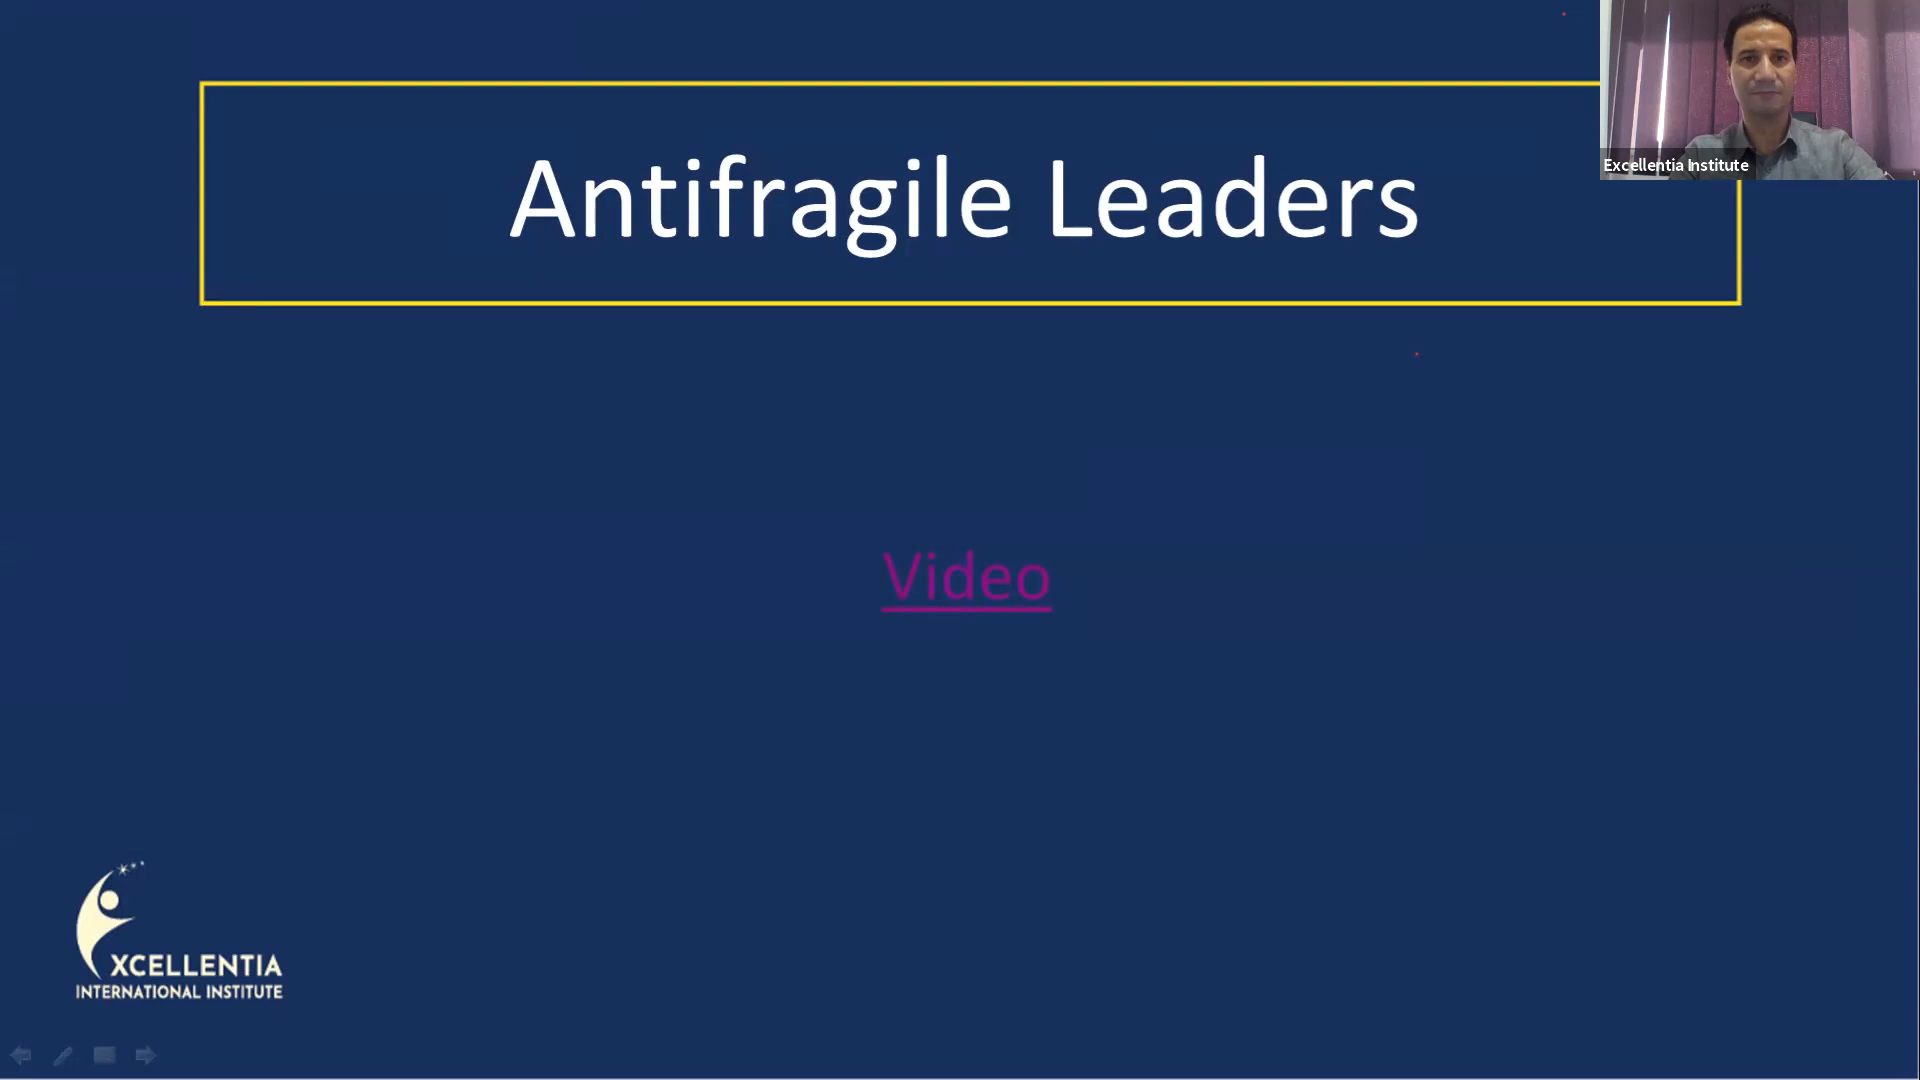 Antifragile Leaders
Excellentia Institute
Video
XCELLENTIA
INTERNATIONAL INSTITUTE